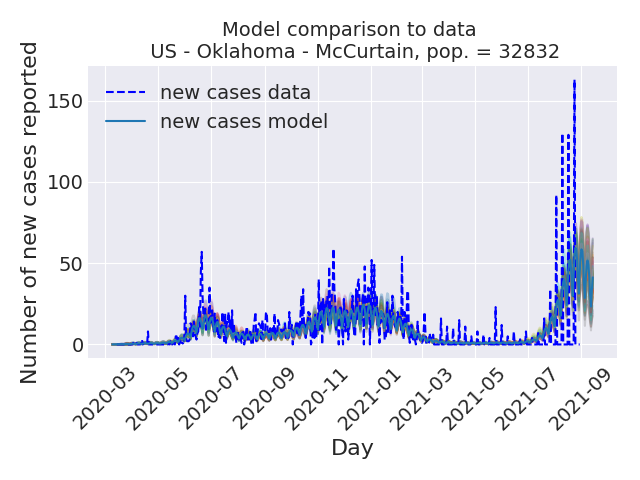 Model comparison to data
US - Oklahoma - McCurtain, pop. = 32832
Number of new cases reported
new cases data
new cases model
150
100
50
0
2020-03
2020-05
2020-07
2020-09
2020-11
2021-01
2021-03
2021-05
2021-07
2021-09
Day